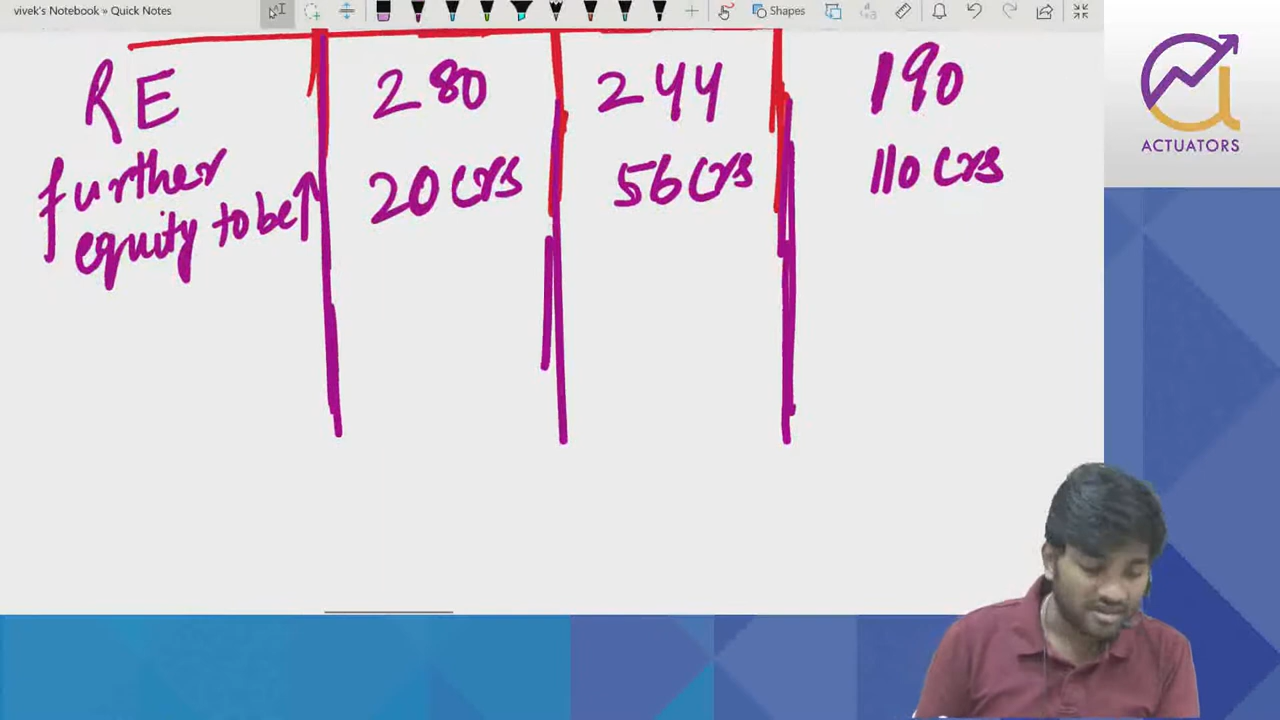 vivek's Notebook » Quick Notes
Shapes
RE 280 244 190
further 20 Crs 56 Crs 110 Crs
equity to be ↑
ACTUATORS